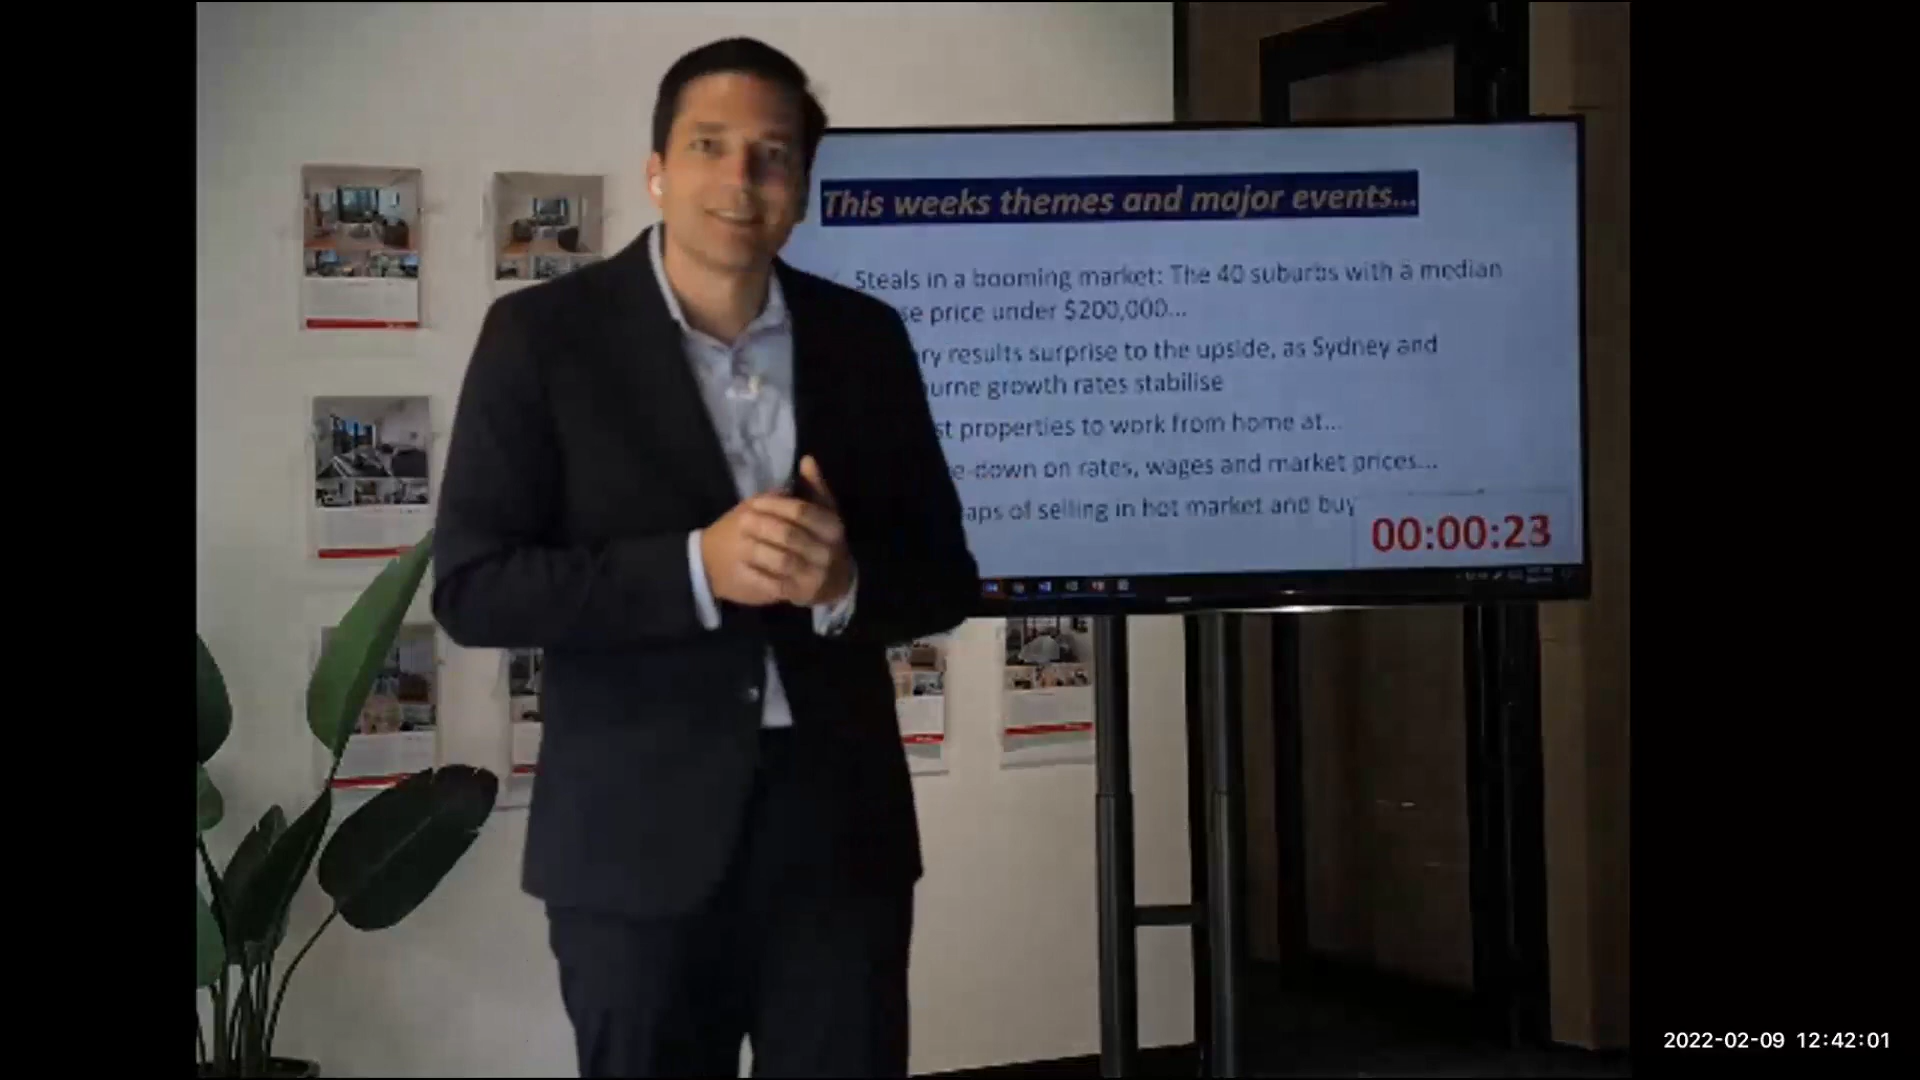 This weeks themes and major events...
Steals in a booming market: The 40 suburbs with a median
se price under $200,000...
ry results surprise to the upside, as Sydney and
urne growth rates stabilise
st properties to work from home at...
e-down on rates, wages and market prices...
aps of selling in hot market and buy
00:00:23
2022-02-09 12:42:01